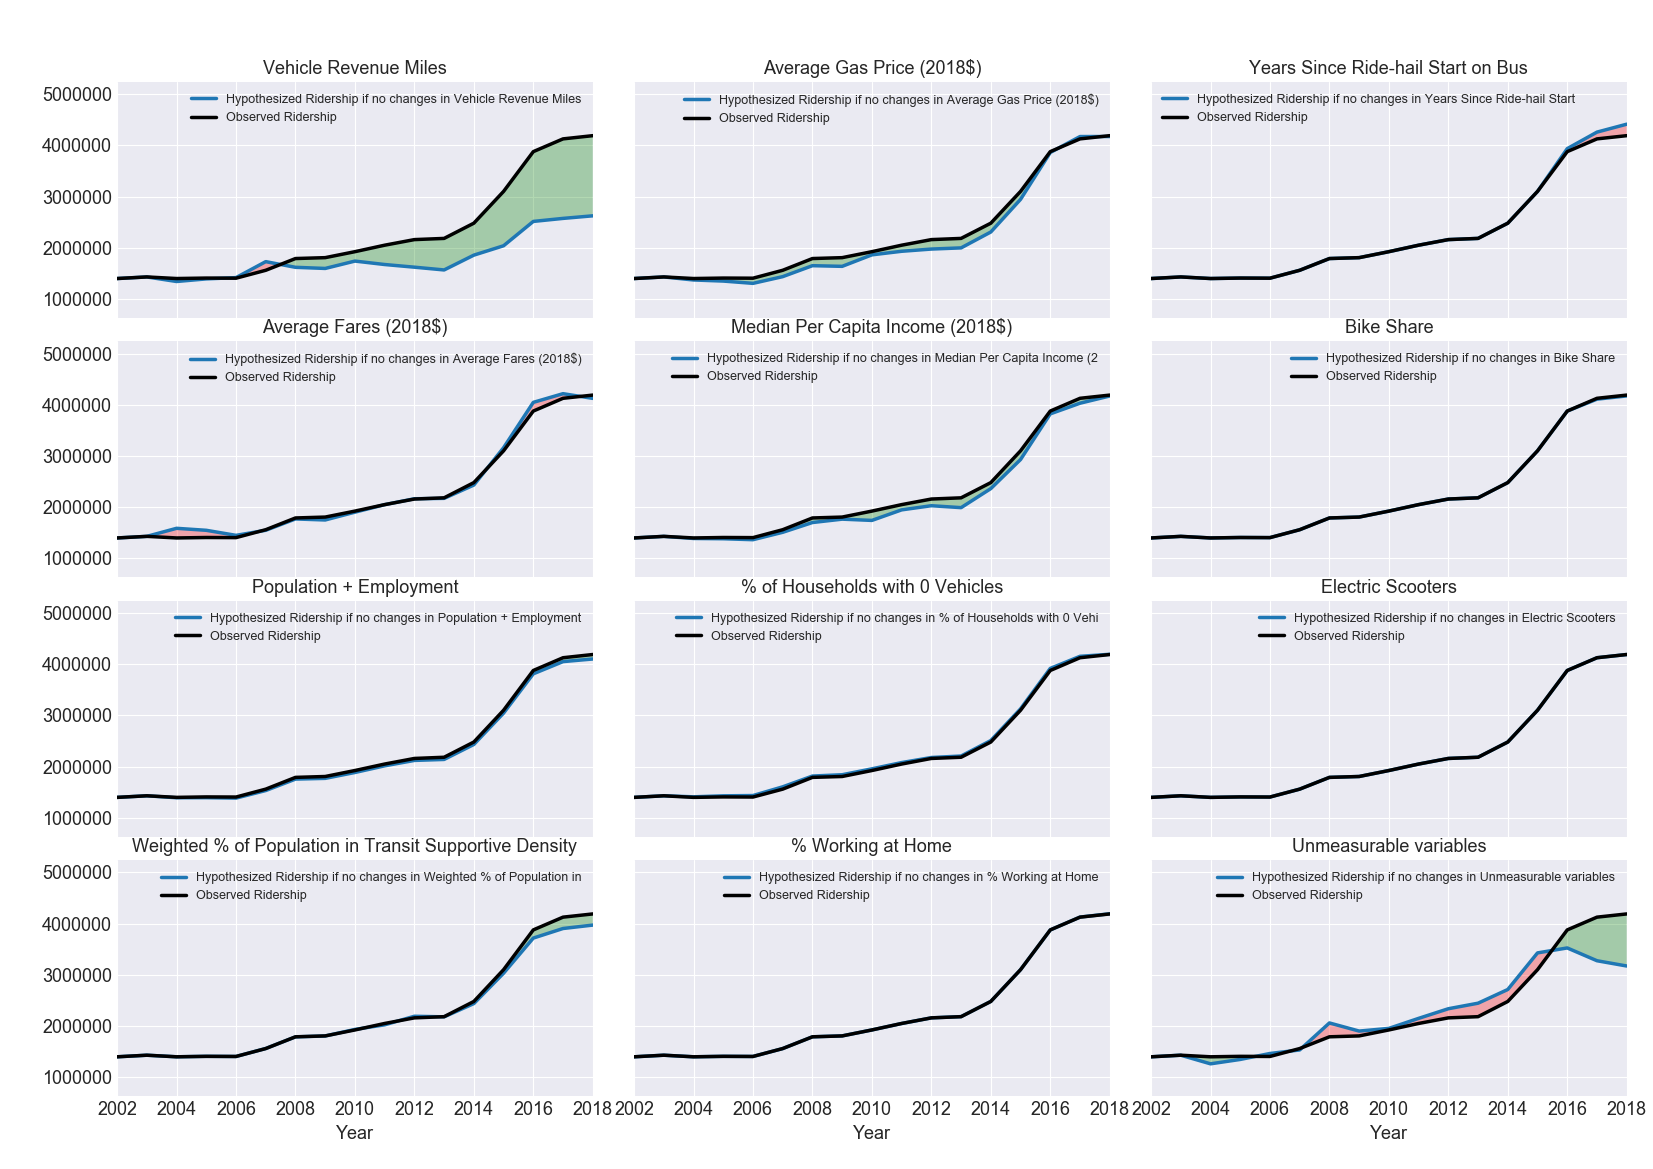 Vehicle Revenue Miles
Average Gas Price (2018$)
Years Since Ride-hail Start on Bus
5000000
4000000
3000000
2000000
1000000
Hypothesized Ridership if no changes in Vehicle Revenue Miles
Observed Ridership
Hypothesized Ridership if no changes in Average Gas Price (2018$)
Observed Ridership
Hypothesized Ridership if no changes in Years Since Ride-hail Start
Observed Ridership
Average Fares (2018$)
Median Per Capita Income (2018$)
Bike Share
5000000
4000000
3000000
2000000
1000000
Hypothesized Ridership if no changes in Average Fares (2018$)
Observed Ridership
Hypothesized Ridership if no changes in Median Per Capita Income (2
Observed Ridership
Hypothesized Ridership if no changes in Bike Share
Observed Ridership
Population + Employment
% of Households with 0 Vehicles
Electric Scooters
5000000
4000000
3000000
2000000
1000000
Hypothesized Ridership if no changes in Population + Employment
Observed Ridership
Hypothesized Ridership if no changes in % of Households with 0 Vehi
Observed Ridership
Hypothesized Ridership if no changes in Electric Scooters
Observed Ridership
Weighted % of Population in Transit Supportive Density
% Working at Home
Unmeasurable variables
5000000
4000000
3000000
2000000
1000000
Hypothesized Ridership if no changes in Weighted % of Population in
Observed Ridership
Hypothesized Ridership if no changes in % Working at Home
Observed Ridership
Hypothesized Ridership if no changes in Unmeasurable variables
Observed Ridership
2002 2004 2006 2008 2010 2012 2014 2016 2018
2002 2004 2006 2008 2010 2012 2014 2016 2018
2002 2004 2006 2008 2010 2012 2014 2016 2018
Year
Year
Year